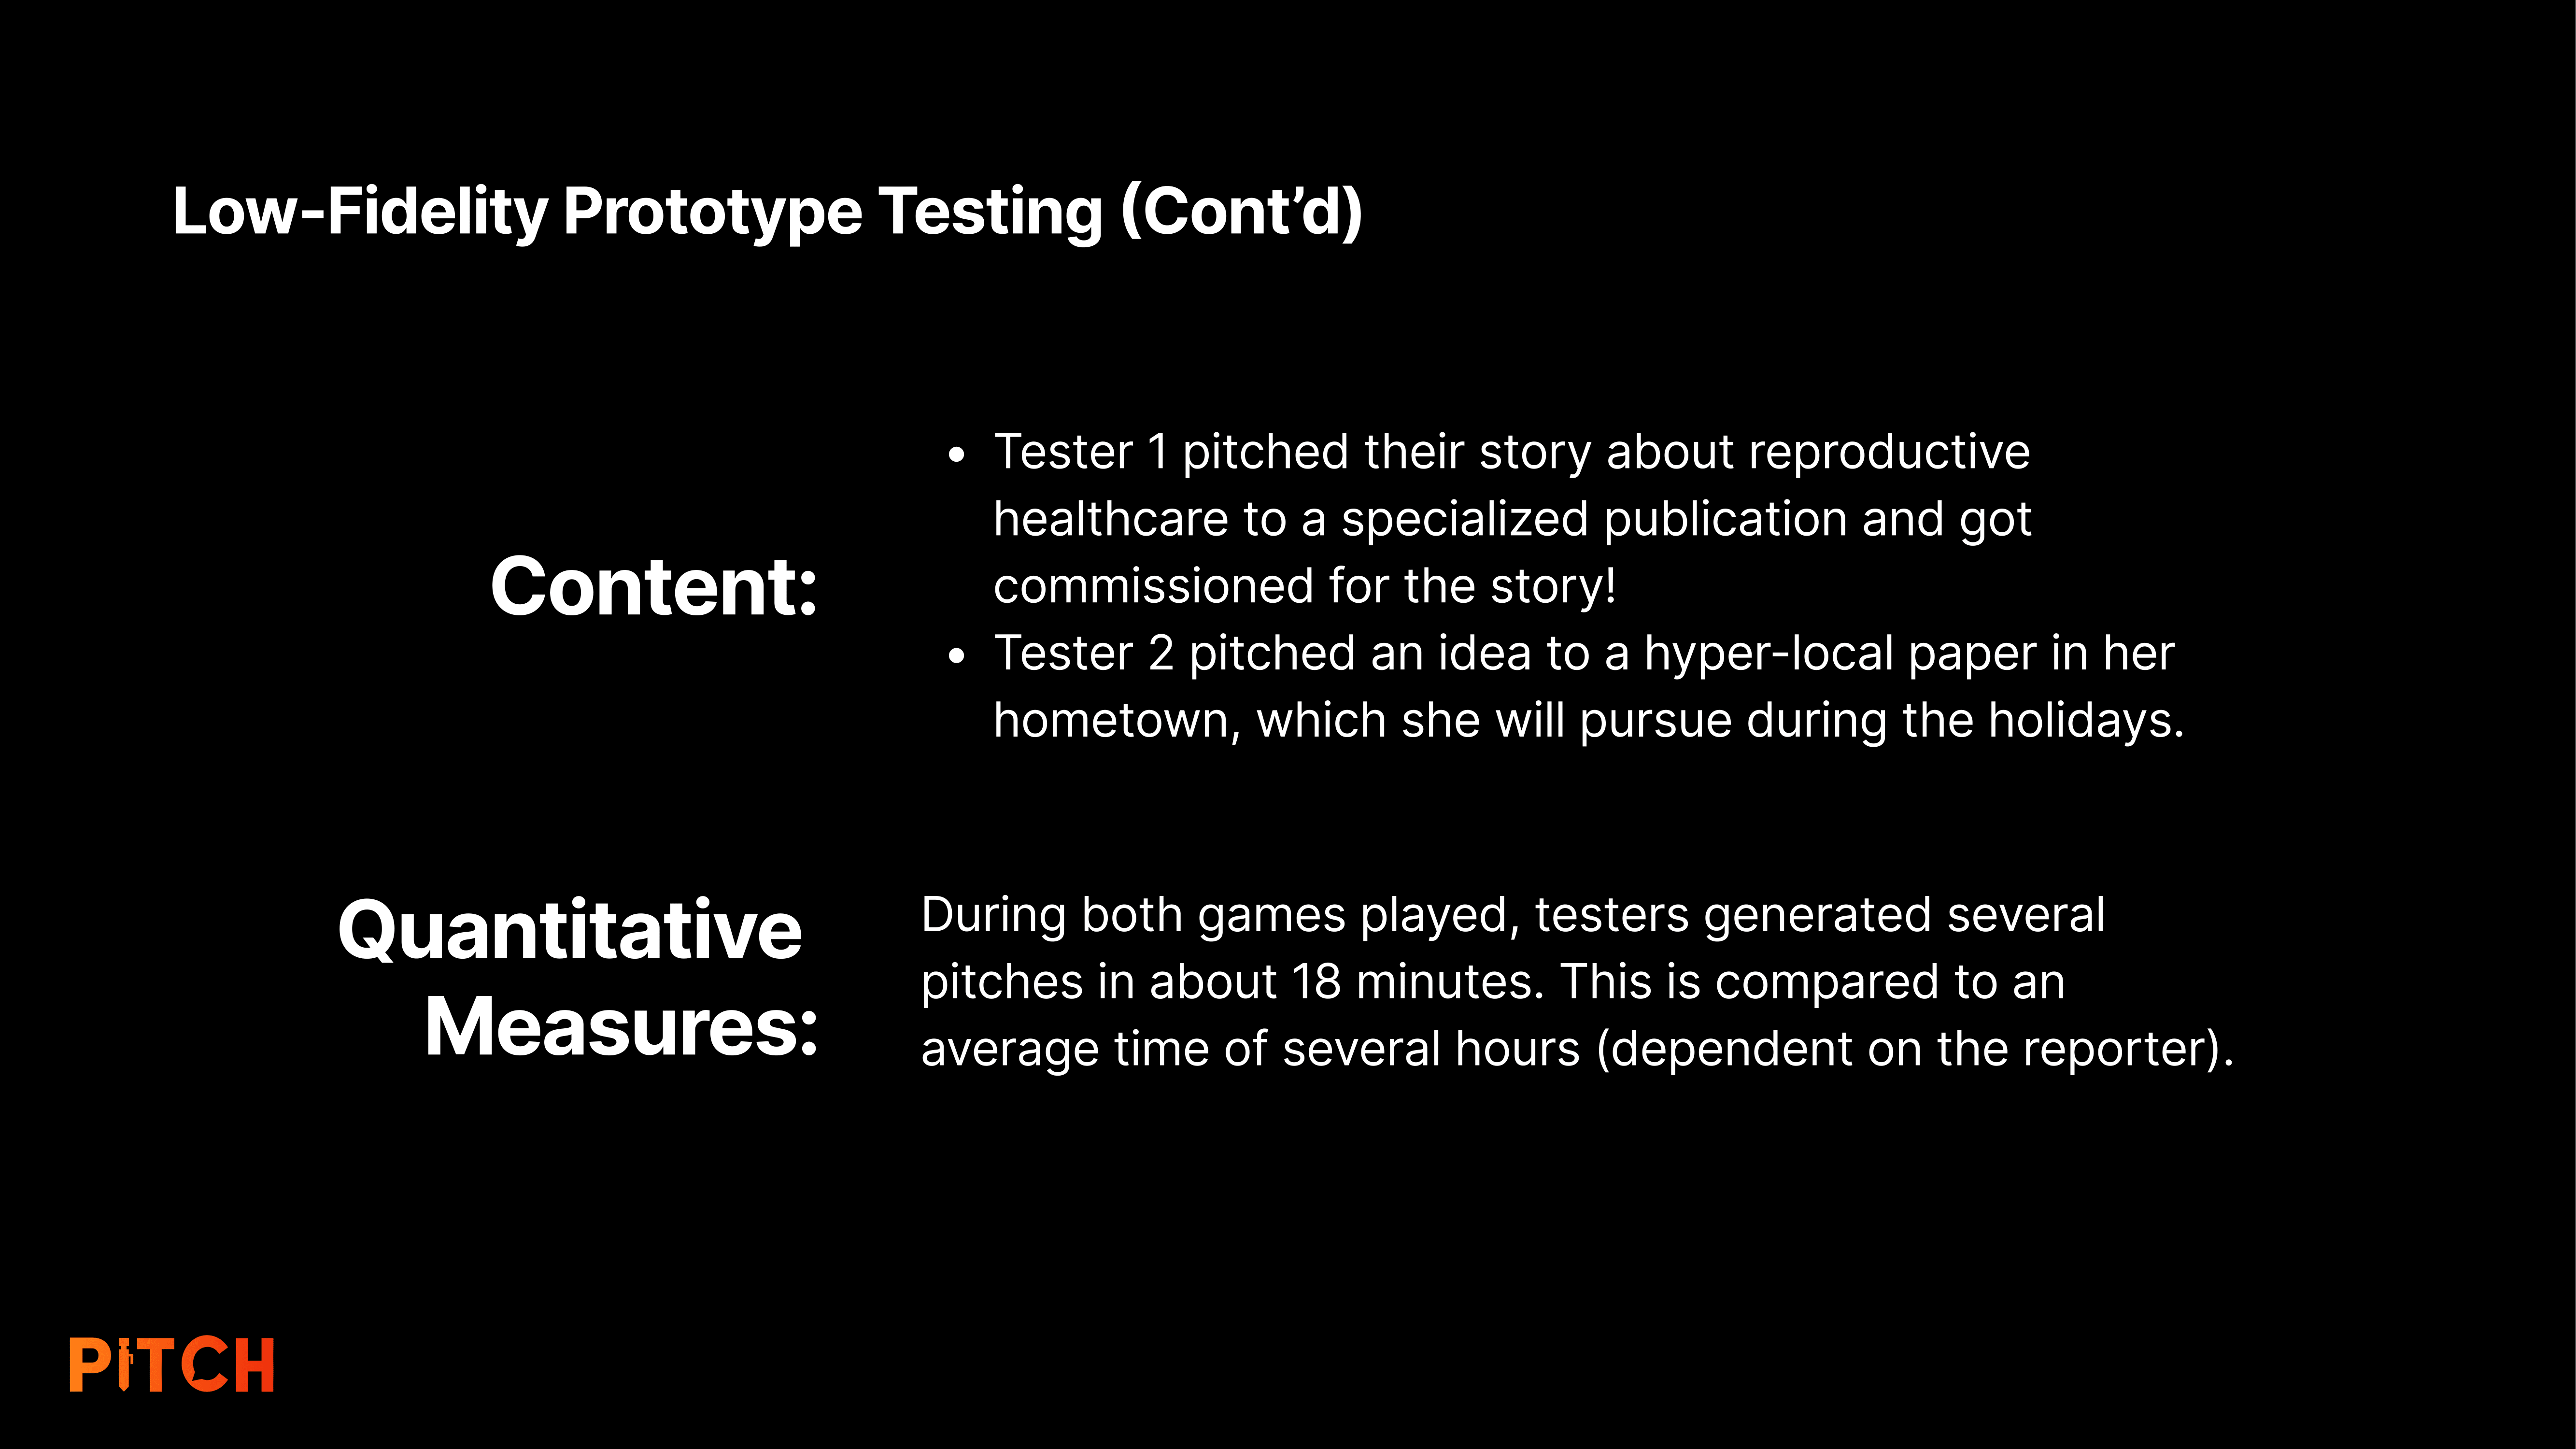 Low-Fidelity Prototype Testing (Cont’d)
Content:
• Tester 1 pitched their story about reproductive
healthcare to a specialized publication and got
commissioned for the story!
• Tester 2 pitched an idea to a hyper-local paper in her
hometown, which she will pursue during the holidays.
Quantitative
Measures:
During both games played, testers generated several
pitches in about 18 minutes. This is compared to an
average time of several hours (dependent on the reporter).
PiTCH